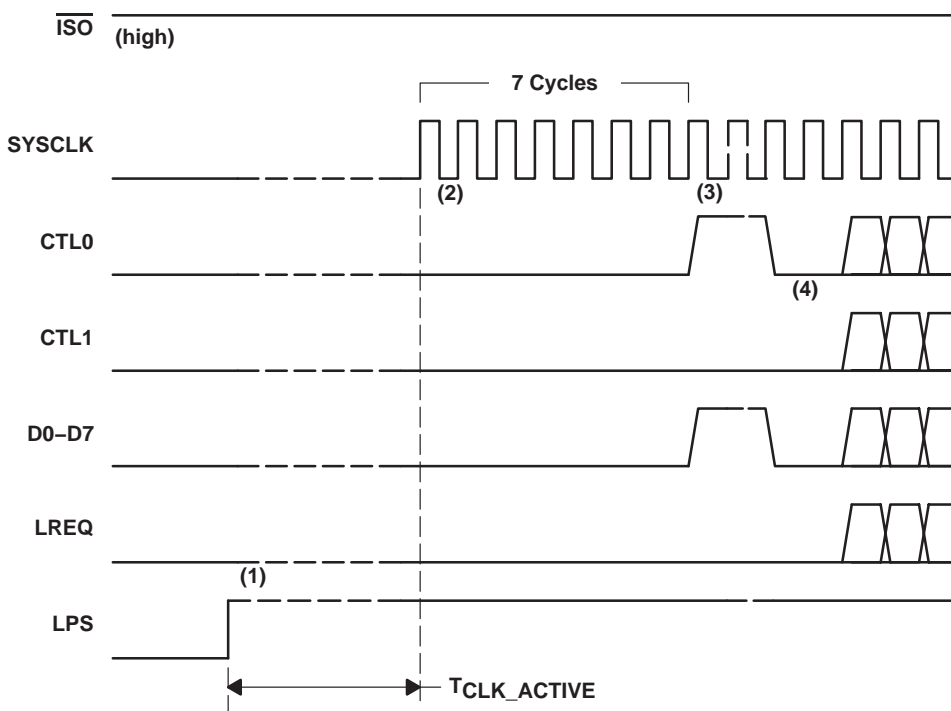 ISO
(high)
7 Cycles
SYSCLK
(2)
(3)
CTL0
(4)
CTL1
D0–D7
LREQ
(1)
LPS
TCLK_ACTIVE